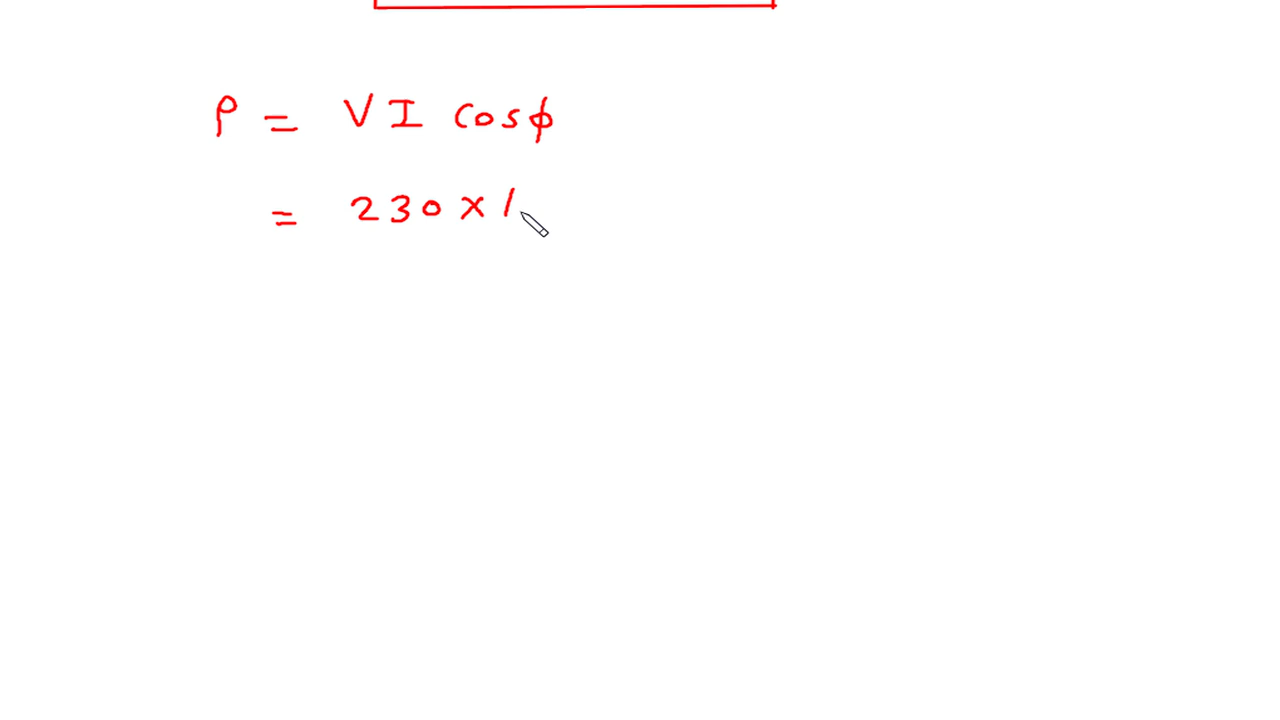 P = VI cosϕ
= 230 × 1